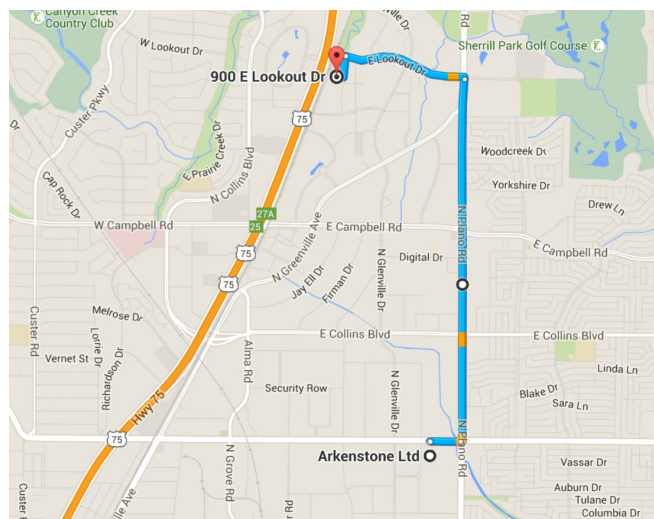 Canyon Creek
Country Club
W Lookout Dr
Custer Pkwy
Dr
Cap Rock Dr
E Prairie Creek Dr
N Collins Blvd
75
900 E Lookout Dr
E Lookout Dr
Rd
Sherrill Park Golf Course
Woodcreek Dr
Yorkshire Dr
Drew Ln
27A
25
W Campbell Rd
E Campbell Rd
E Campbell Rd
N Plano Rd
75
N Greenville Ave
Jay Ell Dr
Firman Dr
N Glenville Dr
Digital Dr
75
Melrose Dr
Custer Rd
Lorrie Dr
Richardson Dr
Vernet St
E Collins Blvd
E Collins Blvd
Alma Rd
Linda Ln
Security Row
N Glenville Dr
Blake Dr
Sara Ln
Hwy 75
75
N Plano Rd
N Grove Rd
Arkenstone Ltd
Vassar Dr
Auburn Dr
Tulane Dr
Columbia Dr